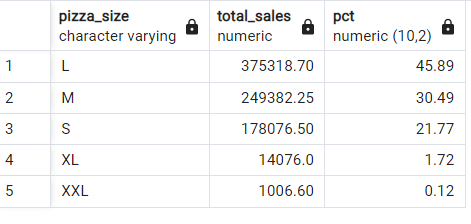 pizza_size total_sales pct
character varying numeric numeric (10,2)
1 L 375318.70 45.89
2 M 249382.25 30.49
3 S 178076.50 21.77
4 XL 14076.0 1.72
5 XXL 1006.60 0.12